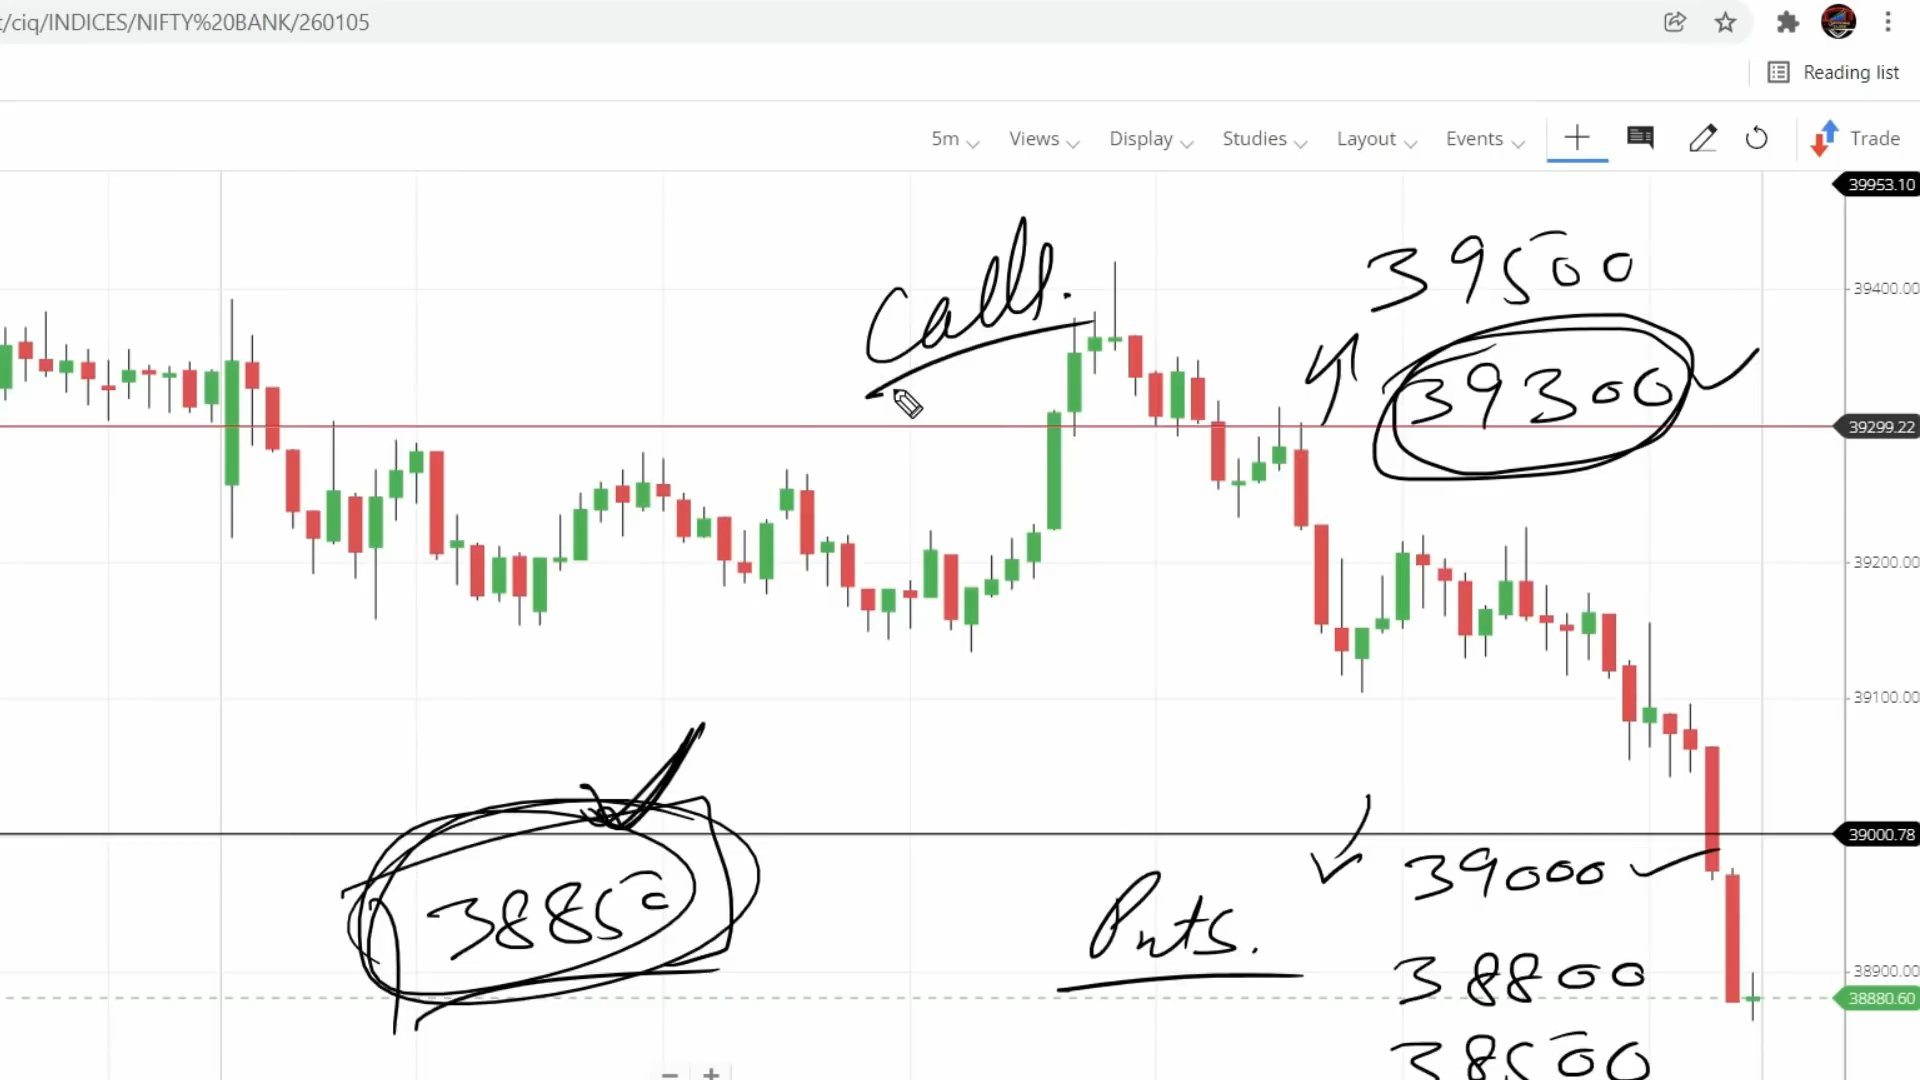 t/ciq/INDICES/NIFTY%20BANK/260105
Reading list
5m Views Display Studies Layout Events Trade
39953.10
Calls.
39500
39400.00
39300
39299.22
39200.00
39100.00
39000.78
39000
38850
Puts.
38800
38900.00
38880.60
38500